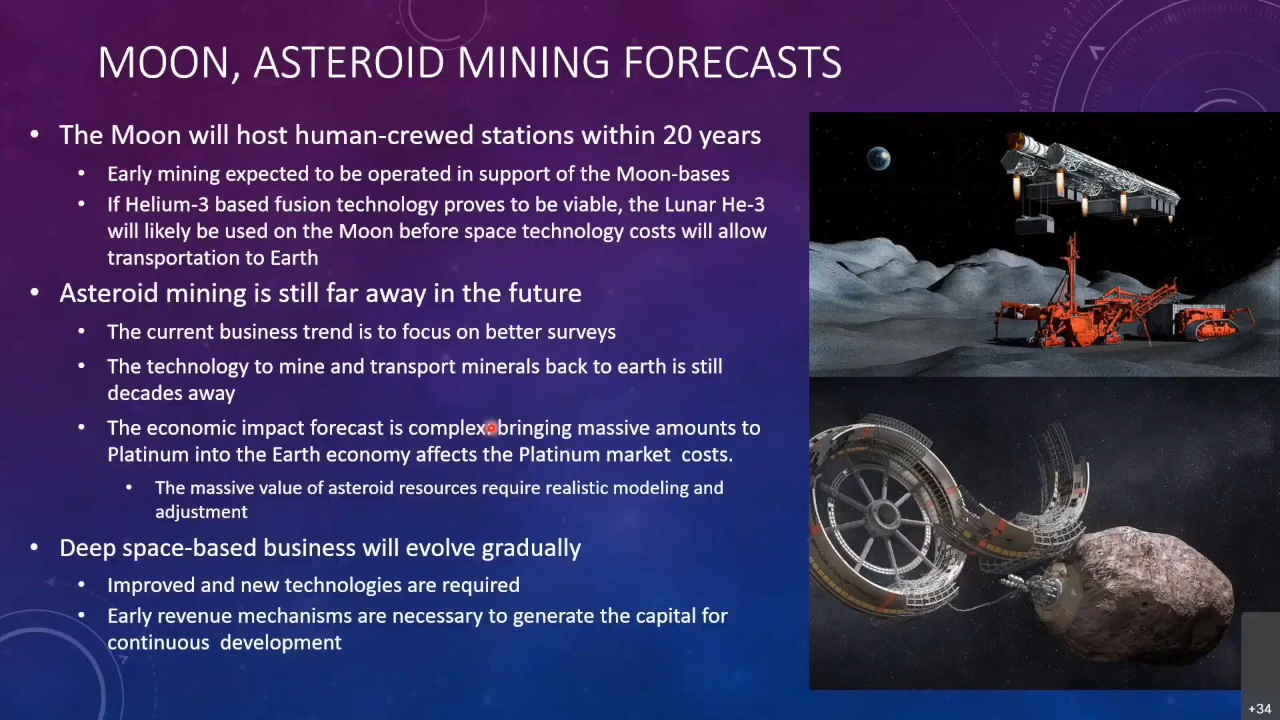 MOON, ASTEROID MINING FORECASTS
• The Moon will host human-crewed stations within 20 years
• Early mining expected to be operated in support of the Moon-bases
• If Helium-3 based fusion technology proves to be viable, the Lunar He-3
will likely be used on the Moon before space technology costs will allow
transportation to Earth
• Asteroid mining is still far away in the future
• The current business trend is to focus on better surveys
• The technology to mine and transport minerals back to earth is still
decades away
• The economic impact forecast is complex bringing massive amounts to
Platinum into the Earth economy affects the Platinum market costs.
• The massive value of asteroid resources require realistic modeling and
adjustment
• Deep space-based business will evolve gradually
• Improved and new technologies are required
• Early revenue mechanisms are necessary to generate the capital for
continuous development
200
190
+34